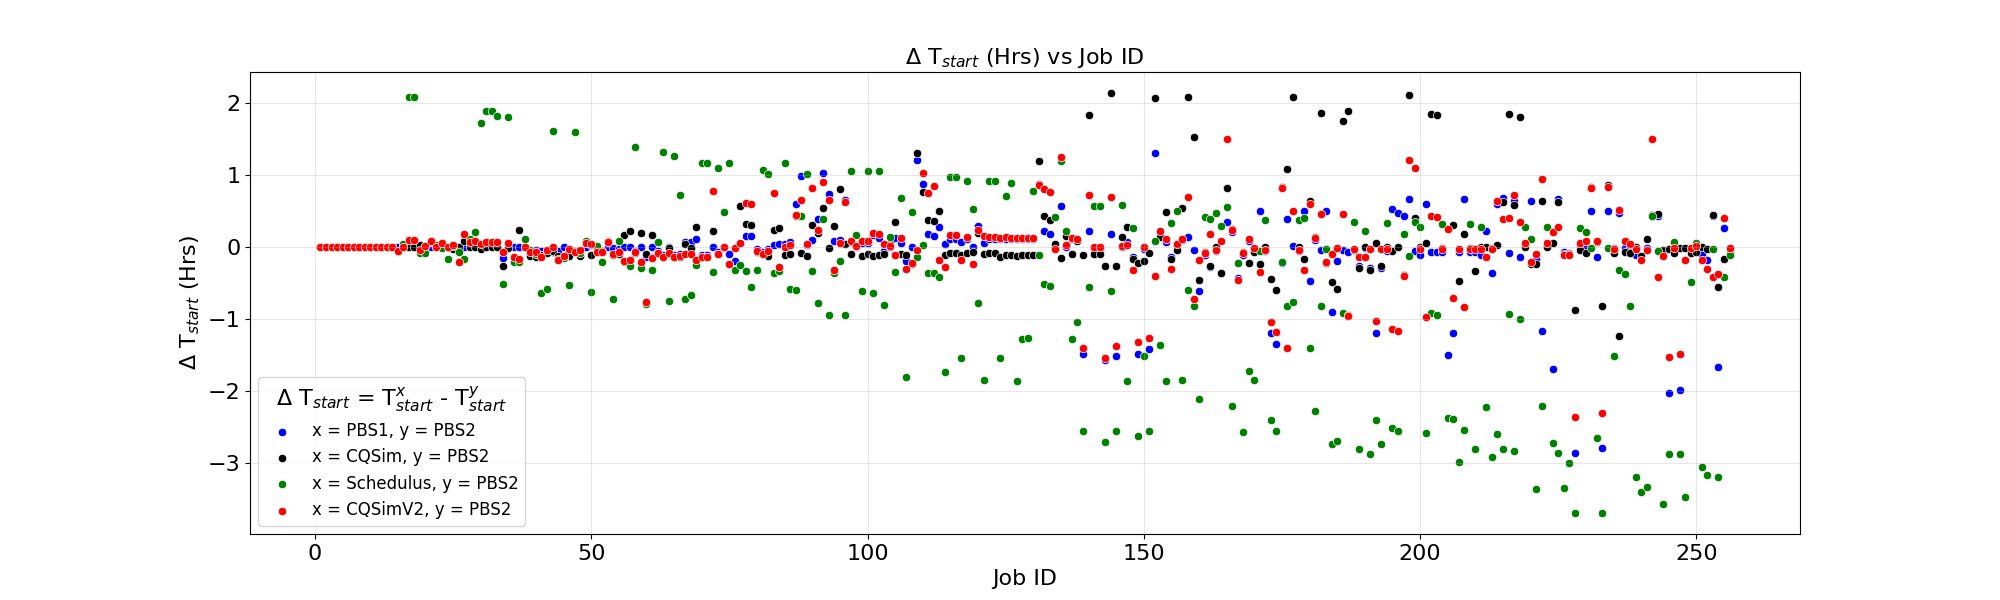 Δ T_start (Hrs) vs Job ID
Δ T_start (Hrs)
2
1
0
−1
−2
−3
Δ T_start = T^x_start - T^y_start
x = PBS1, y = PBS2
x = CQSim, y = PBS2
x = Schedulus, y = PBS2
x = CQSimV2, y = PBS2
0 50 100 150 200 250
Job ID